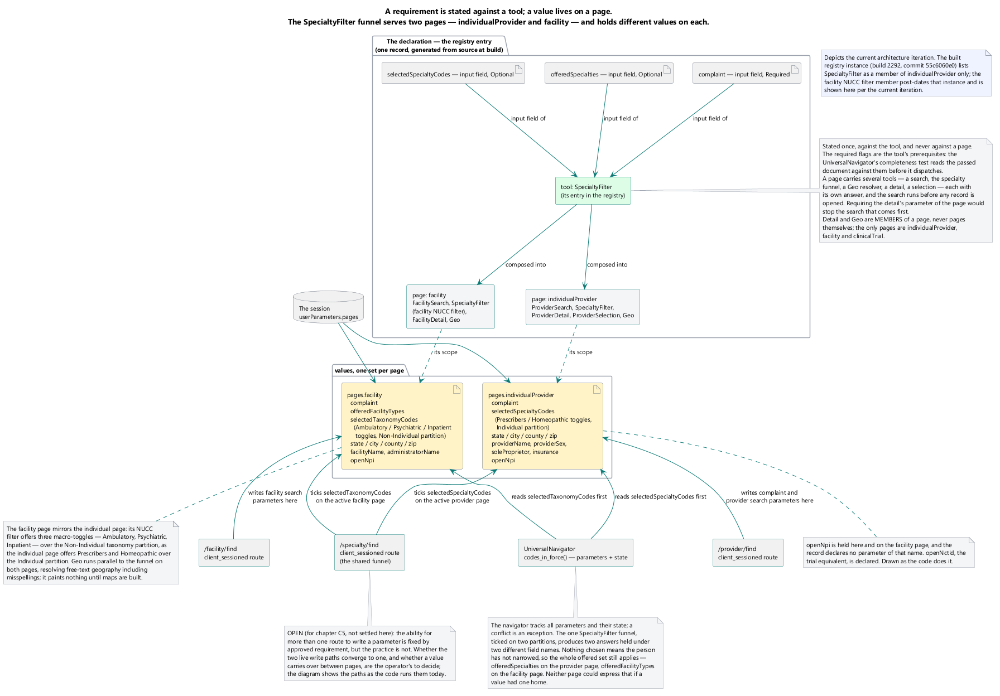 A requirement is stated against a tool; a value lives on a page.
The SpecialtyFilter funnel serves two pages — individualProvider and facility — and holds different values on each.
The declaration — the registry entry
(one record, generated from source at build)
selectedSpecialtyCodes — input field, Optional
offeredSpecialties — input field, Optional
complaint — input field, Required
Depicts the current architecture iteration. The built
registry instance (build 2292, commit 55c6060e0) lists
SpecialtyFilter as a member of individualProvider only; the
facility NUCC filter member post-dates that instance and is
shown here per the current iteration.
input field of
input field of
input field of
Stated once, against the tool, and never against a page.
The required flags are the tool's prerequisites: the
UniversalNavigator's completeness test reads the passed
document against them before it dispatches.
A page carries several tools — a search, the specialty
funnel, a Geo resolver, a detail, a selection — each with
its own answer, and the search runs before any record is
opened. Requiring the detail's parameter of the page would
stop the search that comes first.
Detail and Geo are MEMBERS of a page, never pages
themselves; the only pages are individualProvider,
facility and clinicalTrial.
tool: SpecialtyFilter
(its entry in the registry)
composed into
composed into
The session
userParameters.pages
page: facility
FacilitySearch, SpecialtyFilter
(facility NUCC filter),
FacilityDetail, Geo
page: individualProvider
ProviderSearch, SpecialtyFilter,
ProviderDetail, ProviderSelection, Geo
its scope
its scope
values, one set per page
pages.facility
complaint
offeredFacilityTypes
selectedTaxonomyCodes
(Ambulatory / Psychiatric / Inpatient
toggles, Non-Individual partition)
state / city / county / zip
facilityName, administratorName
openNpi
pages.individualProvider
complaint
selectedSpecialtyCodes
(Prescribers / Homeopathic toggles,
Individual partition)
state / city / county / zip
providerName, providerSex,
soleProprietor, insurance
openNpi
writes facility search
parameters here
ticks selectedTaxonomyCodes
on the active facility page
ticks selectedSpecialtyCodes
on the active provider page
reads selectedTaxonomyCodes first
reads selectedSpecialtyCodes first
writes complaint and
provider search parameters here
The facility page mirrors the individual page: its NUCC
filter offers three macro-toggles — Ambulatory, Psychiatric,
Inpatient — over the Non-Individual taxonomy partition, as
the individual page offers Prescribers and Homeopathic over
the Individual partition. Geo runs parallel to the funnel on
both pages, resolving free-text geography including
misspellings; it paints nothing until maps are built.
/facility/find
client_sessioned route
/specialty/find
client_sessioned route
(the shared funnel)
UniversalNavigator
codes_in_force() — parameters + state
/provider/find
client_sessioned route
openNpi is held here and on the facility page, and the
record declares no parameter of that name. openNctId, the
trial equivalent, is declared. Drawn as the code does it.
OPEN (for chapter C5, not settled here): the ability for
more than one route to write a parameter is fixed by
approved requirement, but the practice is not. Whether the
two live write paths converge to one, and whether a value
carries over between pages, are the operator's to decide;
the diagram shows the paths as the code runs them today.
The navigator tracks all parameters and their state; a
conflict is an exception. The one SpecialtyFilter funnel,
ticked on two partitions, produces two answers held under
two different field names. Nothing chosen means the person
has not narrowed, so the whole offered set still applies —
offeredSpecialties on the provider page, offeredFacilityTypes
on the facility page. Neither page could express that if a
value had one home.